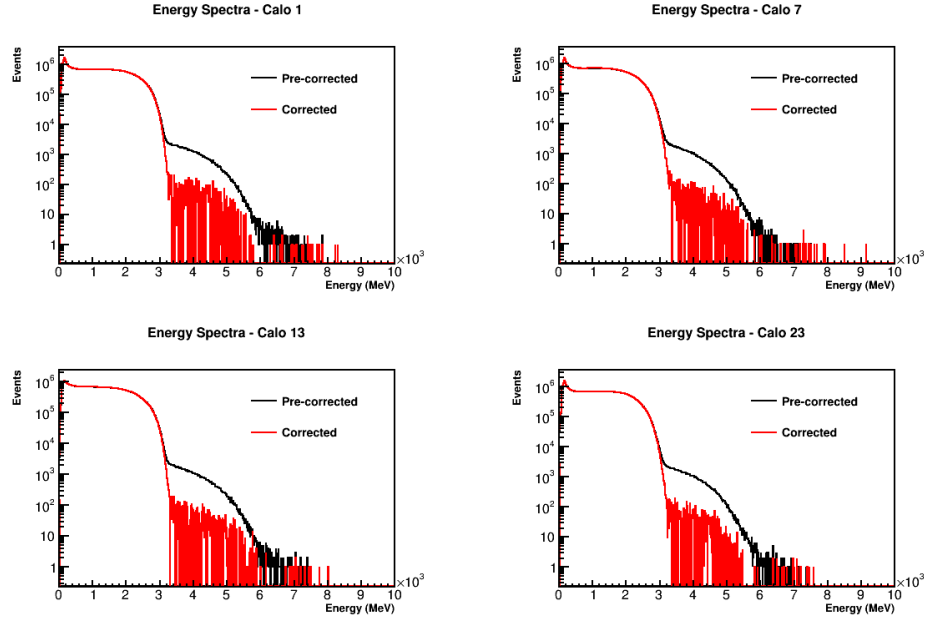 Energy Spectra - Calo 1
Events
10^6
10^5
10^4
10^3
10^2
10
1
Pre-corrected
Corrected
0 1 2 3 4 5 6 7 8 9 10
×10^3
Energy (MeV)
Energy Spectra - Calo 7
Events
10^6
10^5
10^4
10^3
10^2
10
1
Pre-corrected
Corrected
0 1 2 3 4 5 6 7 8 9 10
×10^3
Energy (MeV)
Energy Spectra - Calo 13
Events
10^6
10^5
10^4
10^3
10^2
10
1
Pre-corrected
Corrected
0 1 2 3 4 5 6 7 8 9 10
×10^3
Energy (MeV)
Energy Spectra - Calo 23
Events
10^6
10^5
10^4
10^3
10^2
10
1
Pre-corrected
Corrected
0 1 2 3 4 5 6 7 8 9 10
×10^3
Energy (MeV)